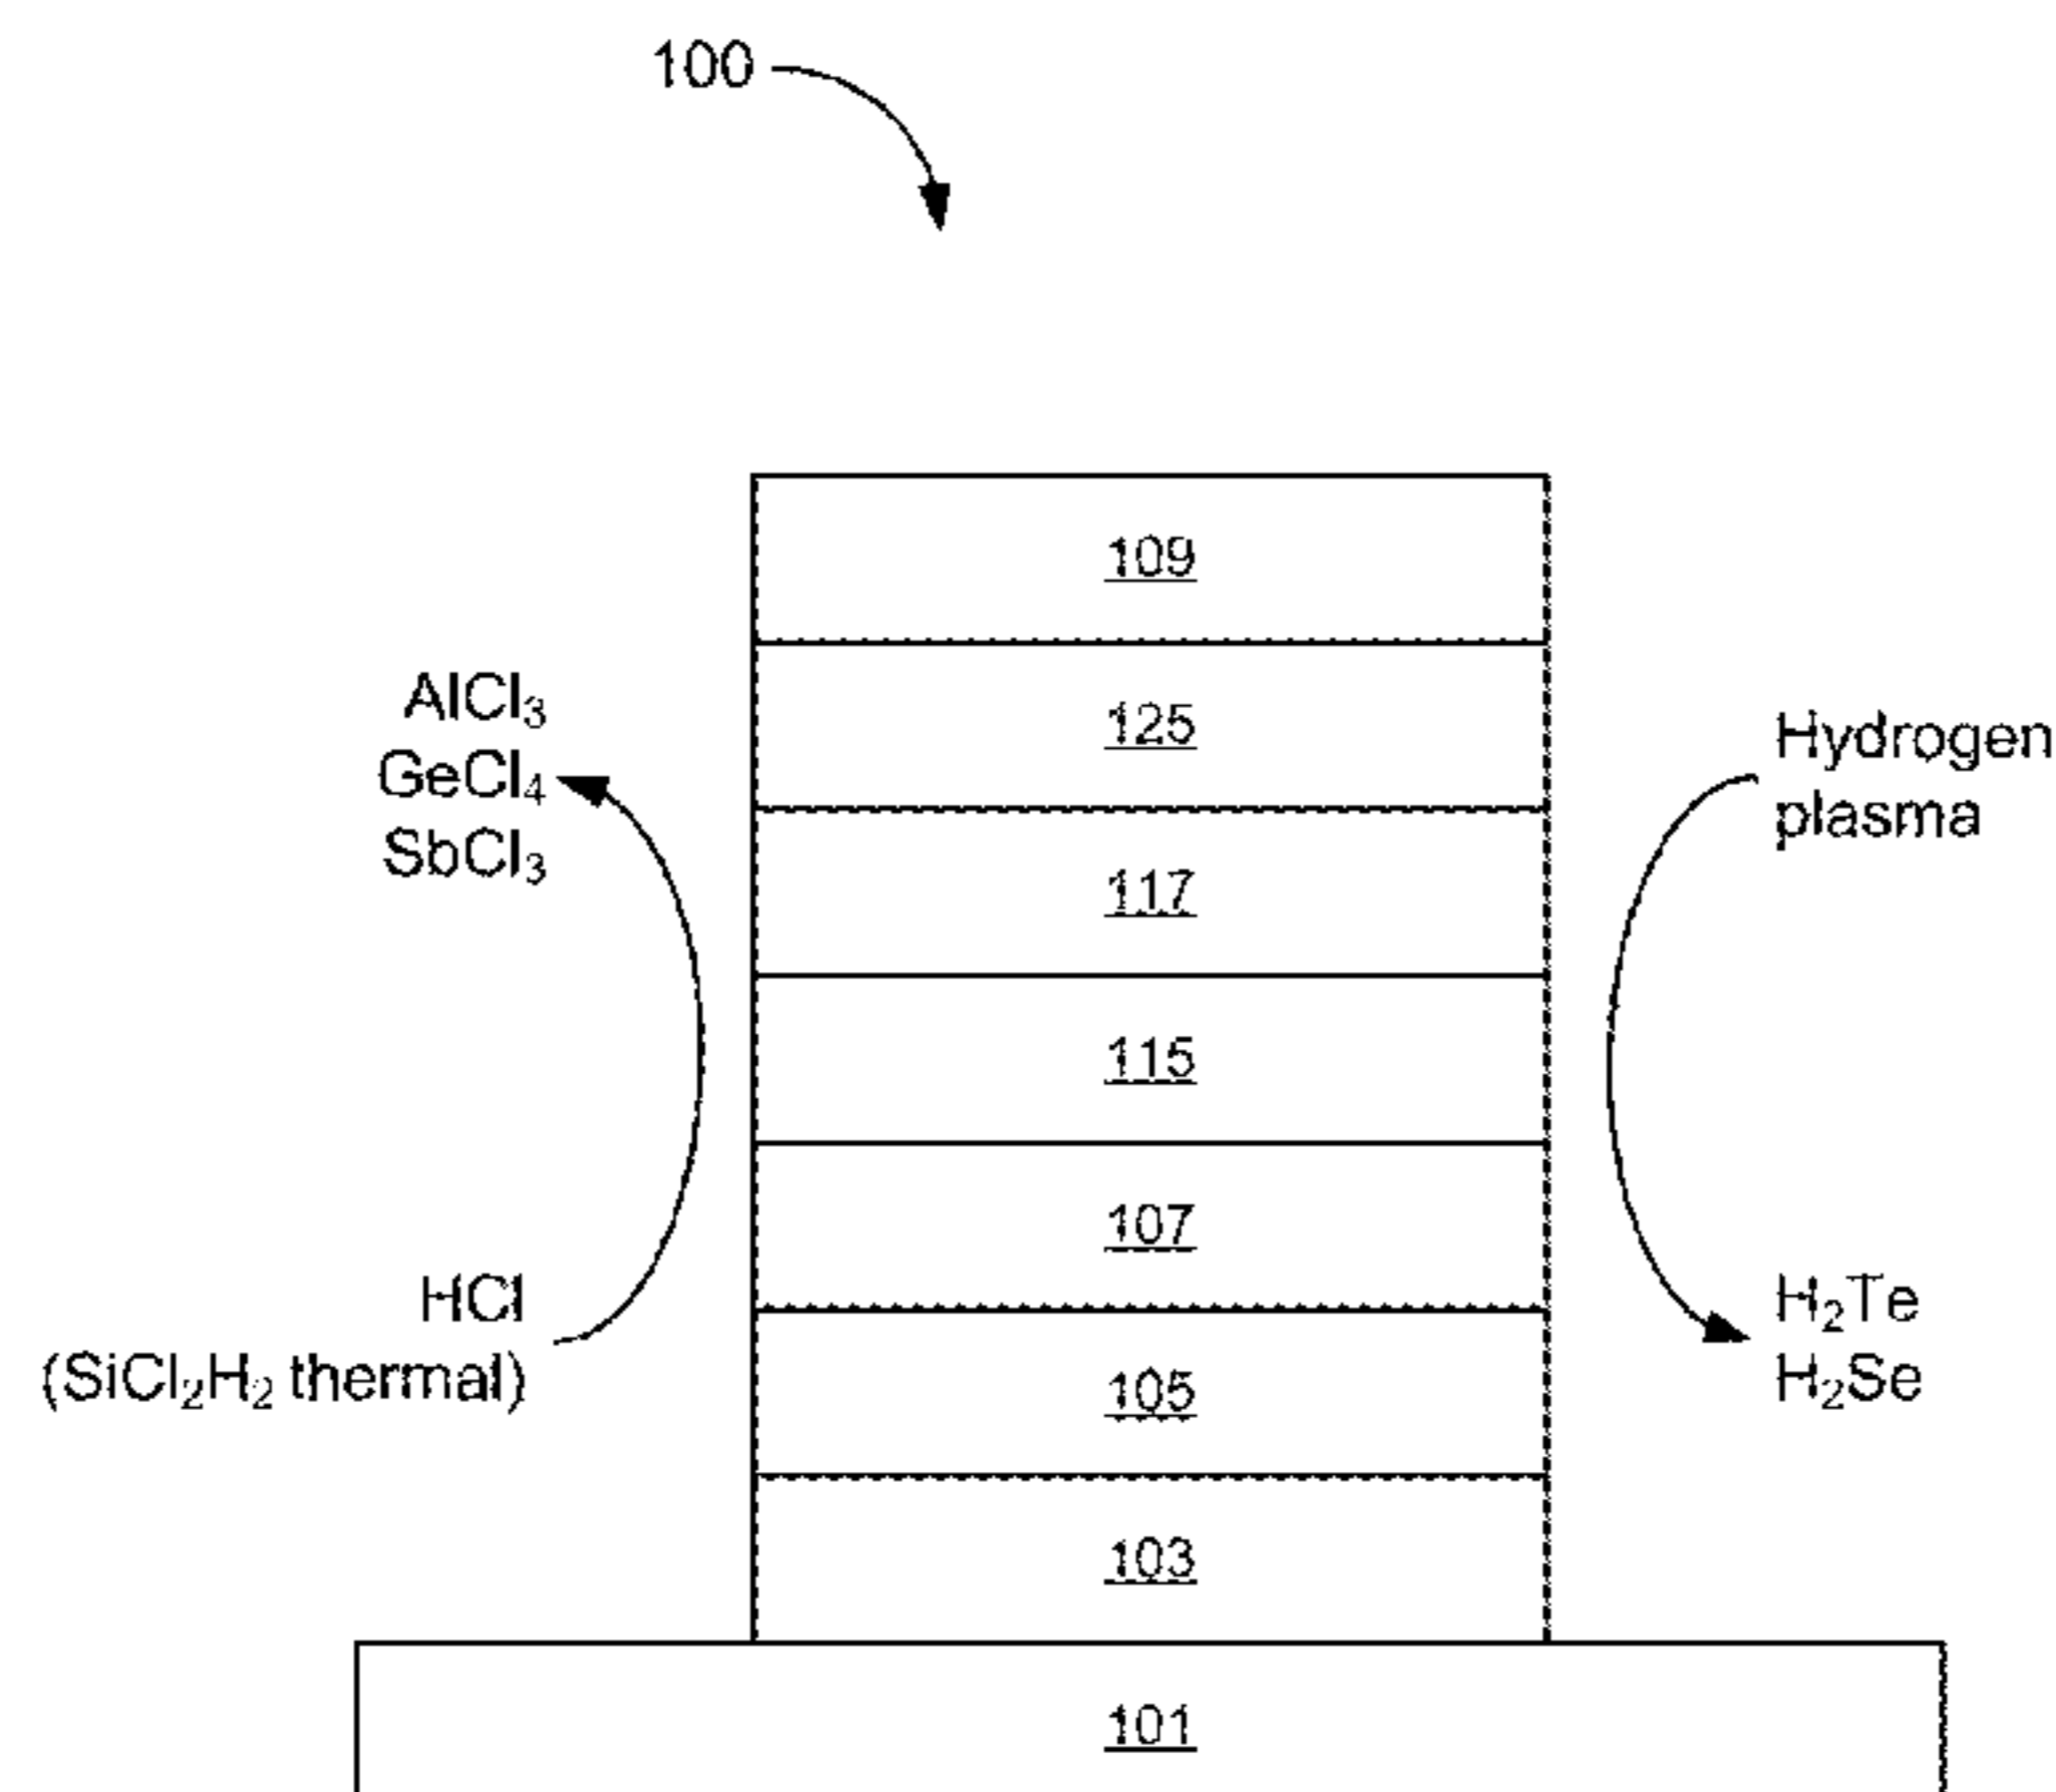 100
109
AlCl₃
GeCl₄
SbCl₃
125
Hydrogen
plasma
117
115
107
HCl
(SiCl₂H₂ thermal)
H₂Te
H₂Se
105
103
101